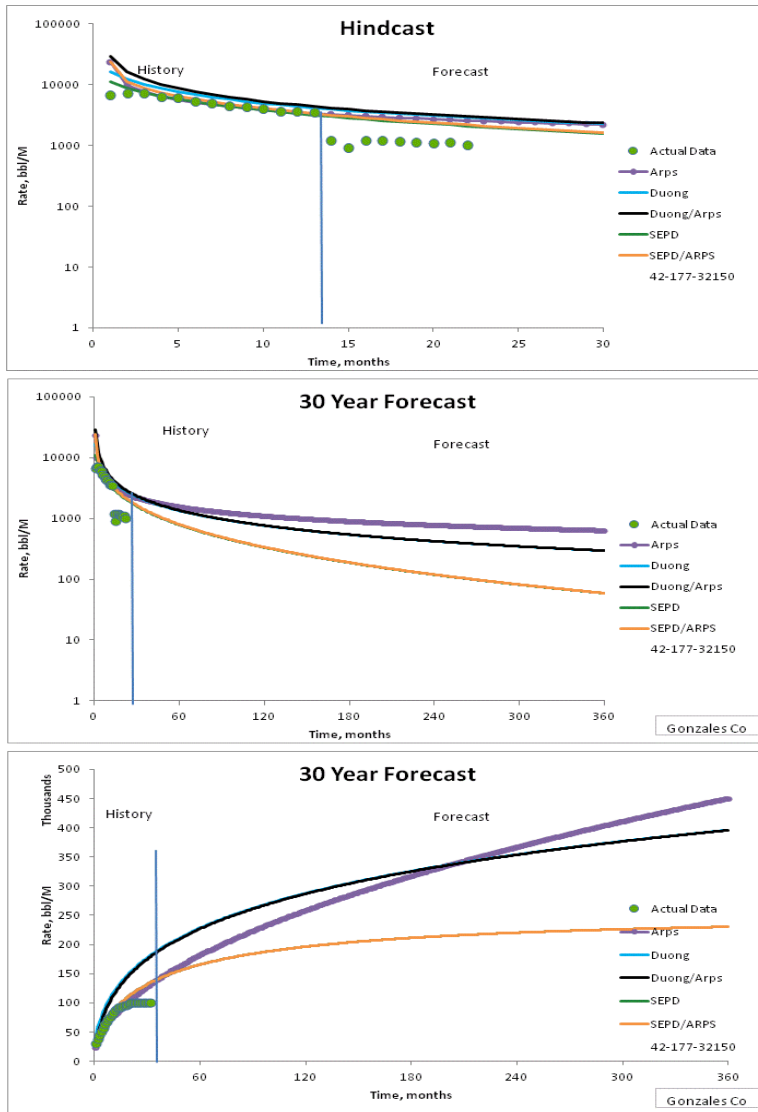 Hindcast
100000
History
Forecast
10000
1000
100
10
1
Rate, bbl/M
0
5
10
15
20
25
30
Time, months
Actual Data
Arps
Duong
Duong/Arps
SEPD
SEPD/ARPS
42-177-32150
30 Year Forecast
100000
History
Forecast
10000
1000
100
10
1
Rate, bbl/M
0
60
120
180
240
300
360
Time, months
Actual Data
Arps
Duong
Duong/Arps
SEPD
SEPD/ARPS
42-177-32150
Gonzales Co
30 Year Forecast
Thousands
500
450
400
350
300
250
200
150
100
50
0
History
Forecast
Rate, bbl/M
0
60
120
180
240
300
360
Time, months
Actual Data
Arps
Duong
Duong/Arps
SEPD
SEPD/ARPS
42-177-32150
Gonzales Co